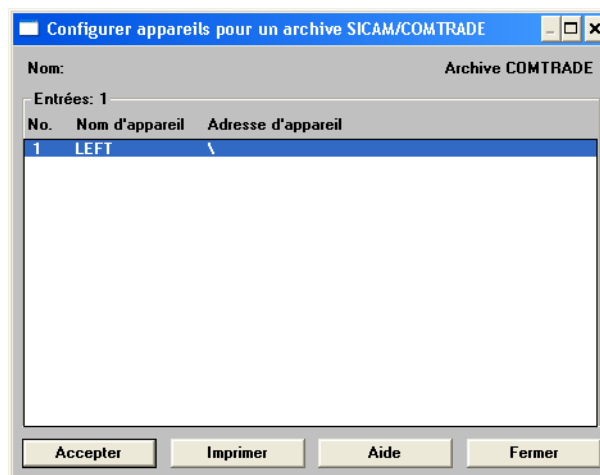 Configurer appareils pour un archive SICAM/COMTRADE
Nom: Archive COMTRADE
Entrées: 1
No. Nom d'appareil Adresse d'appareil
1 LEFT \
Accepter Imprimer Aide Fermer